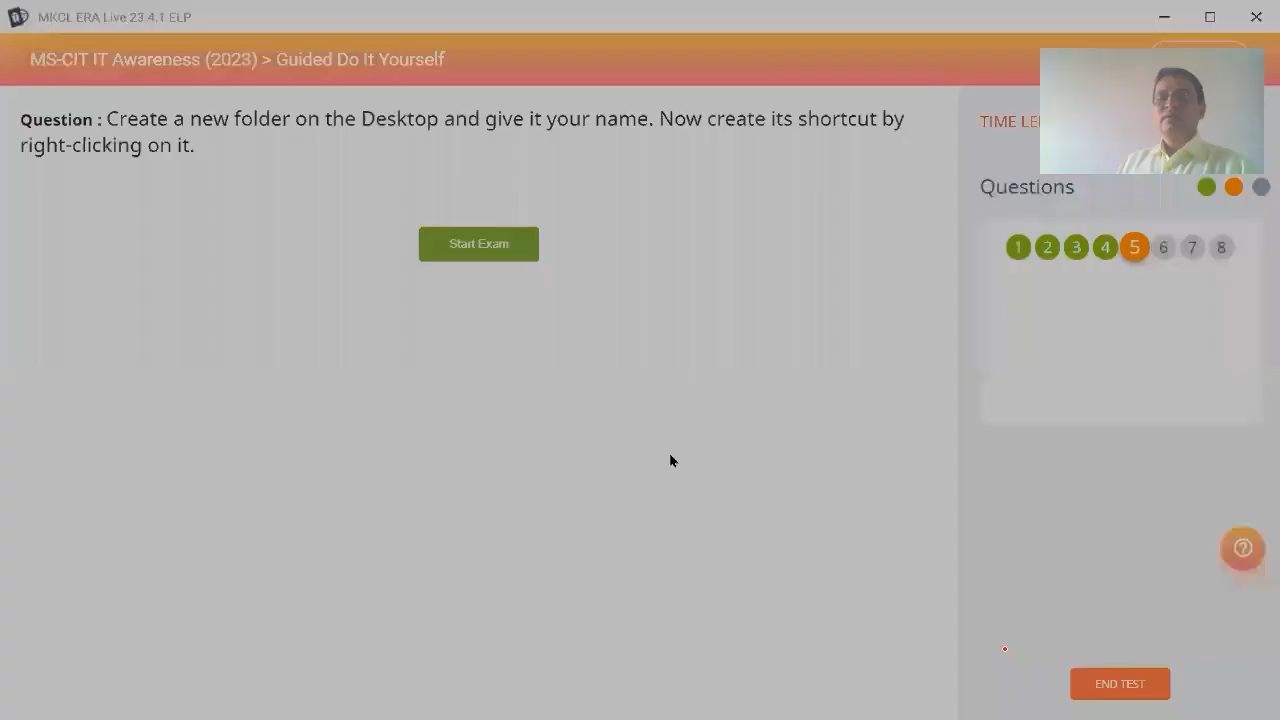 MKCL ERA Live 23.4.1 ELP
MS-CIT IT Awareness (2023) > Guided Do It Yourself
Question : Create a new folder on the Desktop and give it your name. Now create its shortcut by
right-clicking on it.
TIME
Questions
Start Exam
1 2 3 4 5 6 7 8
END TEST